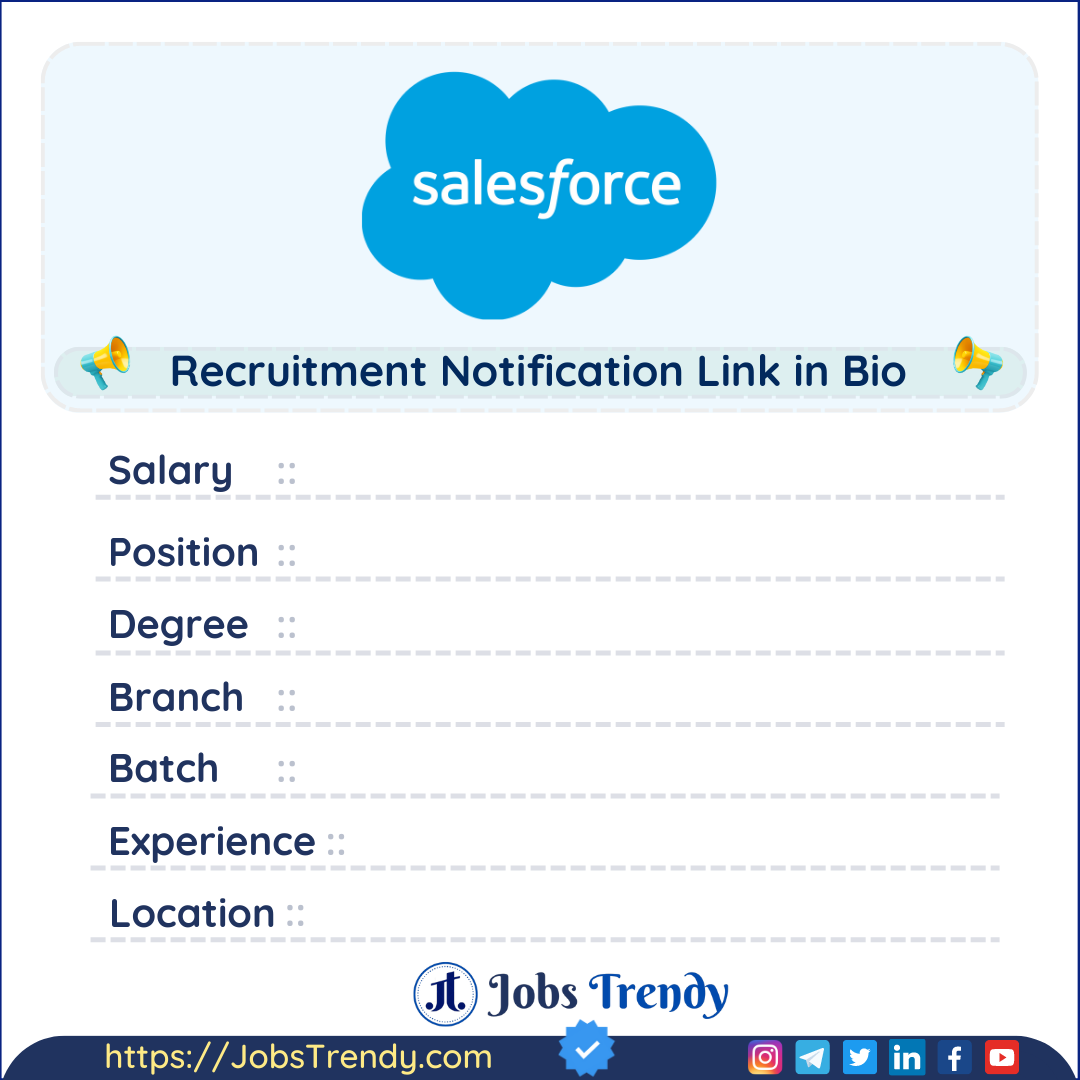 salesforce
Recruitment Notification Link in Bio
Salary ::
Position ::
Degree ::
Branch ::
Batch ::
Experience ::
Location ::
Jobs Trendy
https://JobsTrendy.com